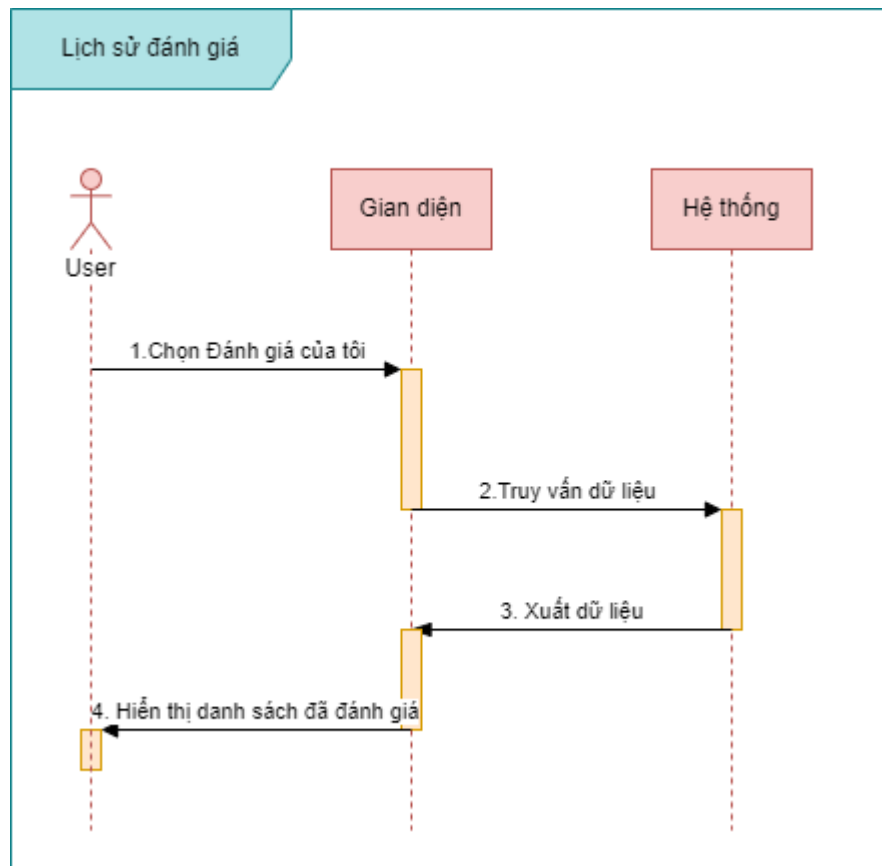 Lịch sử đánh giá
User
Gian diện
Hệ thống
1.Chọn Đánh giá của tôi
2.Truy vấn dữ liệu
3. Xuất dữ liệu
4. Hiển thị danh sách đã đánh giá